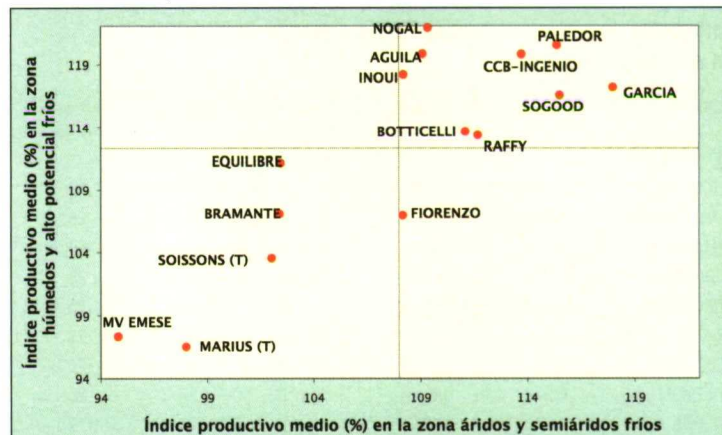 Índice productivo medio (%) en la zona
húmedos y alto potencial fríos
119
114
109
104
99
94
NOGAL
PALEDOR
AGUILA
CCB-INGENIO
INOUI
GARCIA
SOGOOD
BOTTICELLI
RAFFY
EQUILIBRE
BRAMANTE
FIORENZO
SOISSONS (T)
MV EMESE
MARIUS (T)
94 99 104 109 114 119
Índice productivo medio (%) en la zona áridos y semiáridos fríos